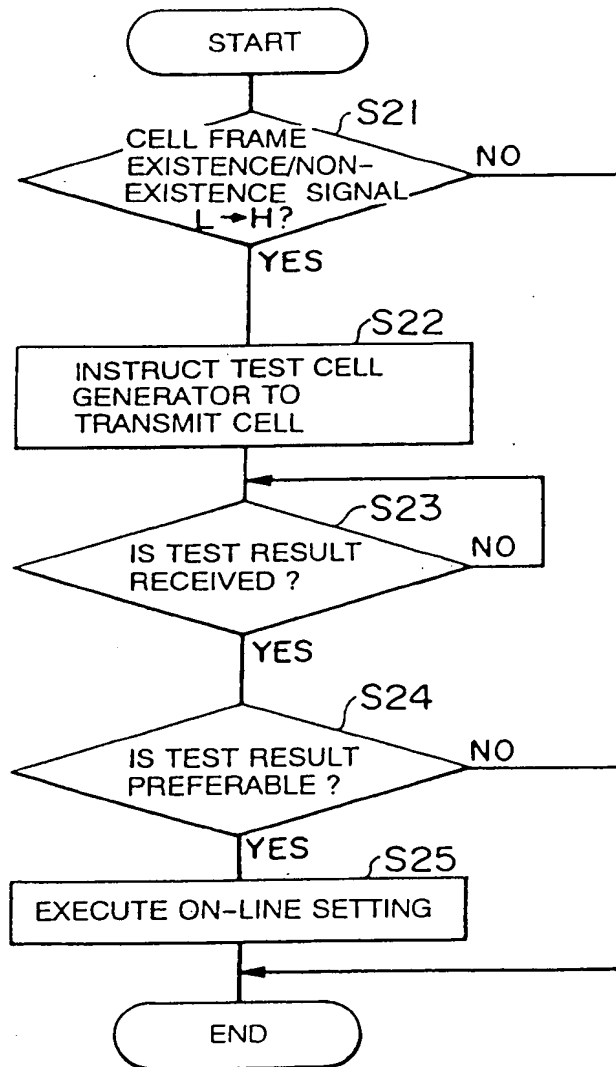 START
S21
CELL FRAME
EXISTENCE/NON-
EXISTENCE SIGNAL
L→H?
NO
YES
S22
INSTRUCT TEST CELL
GENERATOR TO
TRANSMIT CELL
S23
IS TEST RESULT
RECEIVED ?
NO
YES
S24
IS TEST RESULT
PREFERABLE ?
NO
YES
S25
EXECUTE ON-LINE SETTING
END